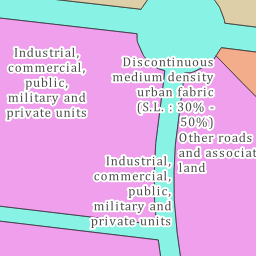 Industrial,
commercial,
public,
military and
private units
Discontinuous
medium density
urban fabric
(S.L. : 30% -
50%)
Other roads
and associat
land
Industrial,
commercial,
public,
military and
private units